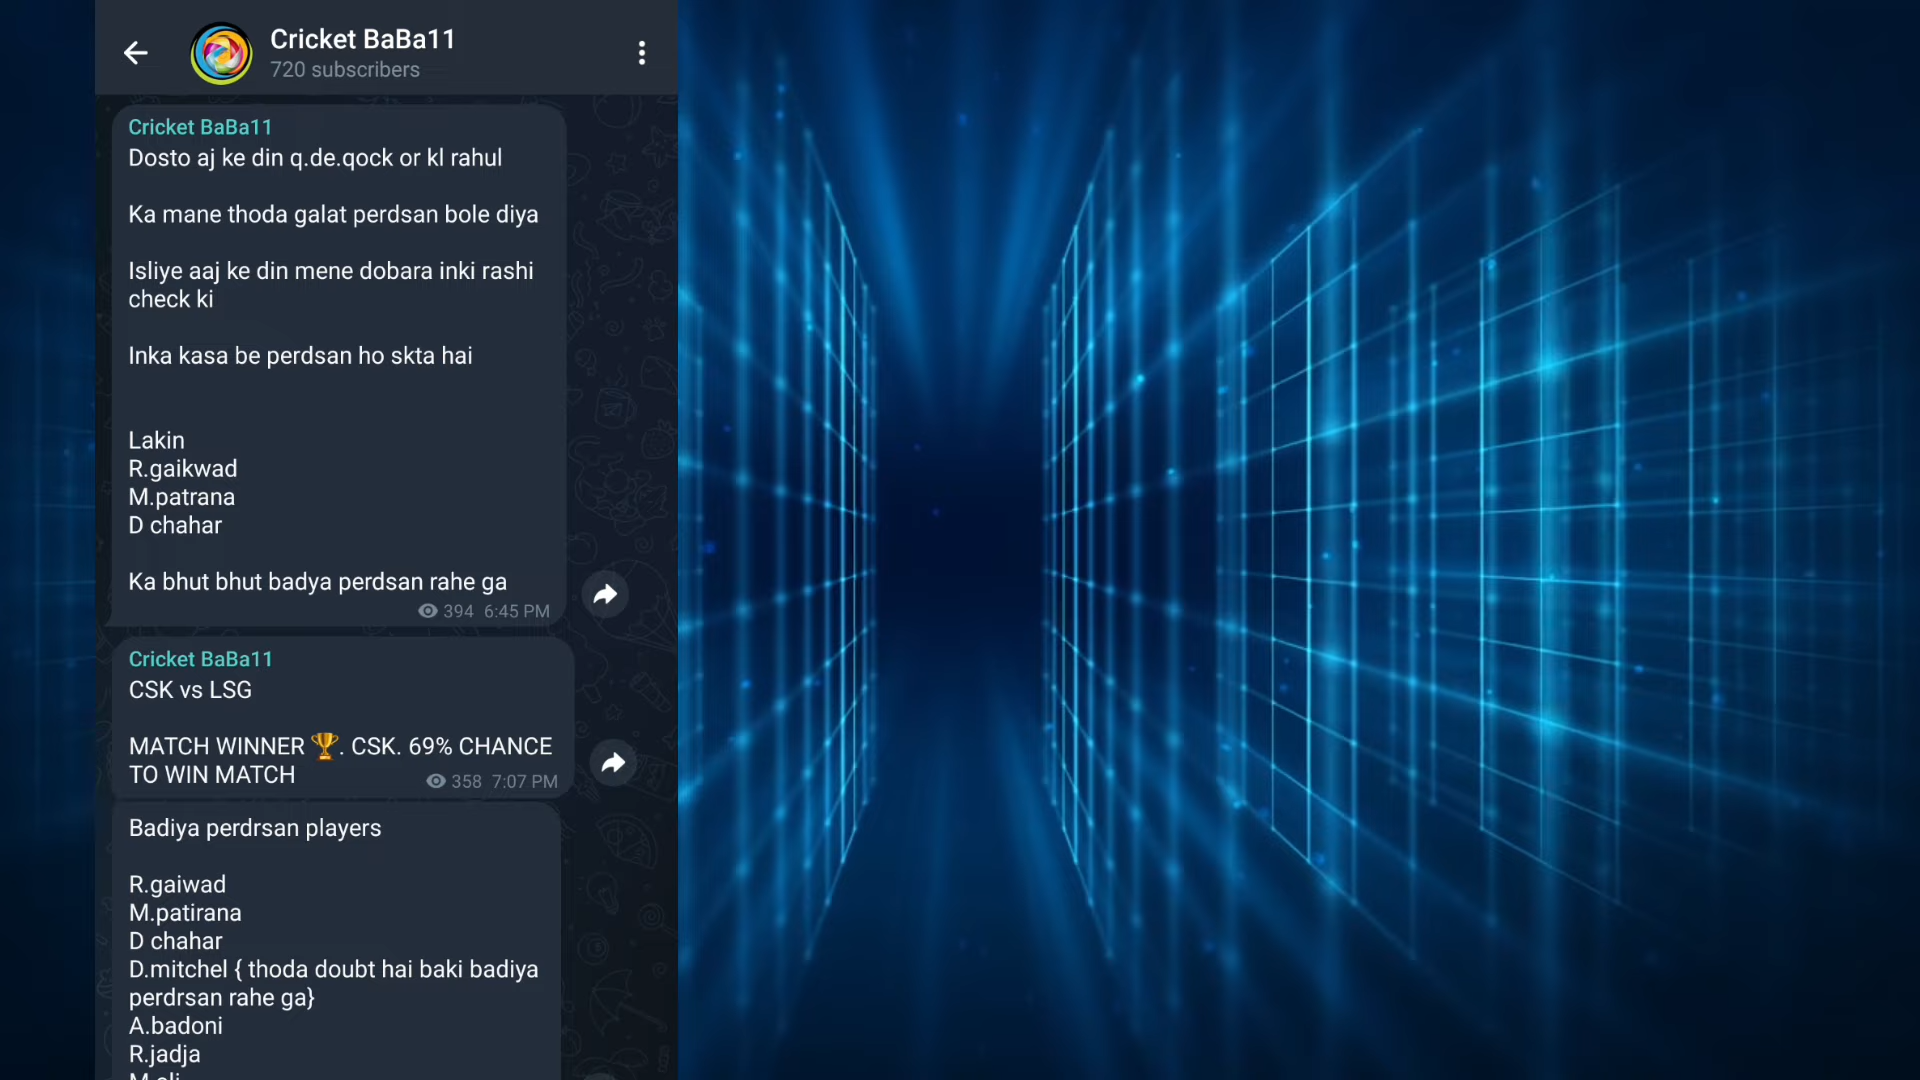 Cricket BaBa11
720 subscribers
Cricket BaBa11
Dosto aj ke din q.de.qock or kl rahul
Ka mane thoda galat perdsan bole diya
Isliye aaj ke din mene dobara inki rashi
check ki
Inka kasa be perdsan ho skta hai
Lakin
R.gaikwad
M.patrana
D chahar
Ka bhut bhut badya perdsan rahe ga
394 6:45 PM
Cricket BaBa11
CSK vs LSG
MATCH WINNER 🏆. CSK. 69% CHANCE
TO WIN MATCH
358 7:07 PM
Badiya perdrsan players
R.gaiwad
M.patirana
D chahar
D.mitchel { thoda doubt hai baki badiya
perdrsan rahe ga}
A.badoni
R.jadja